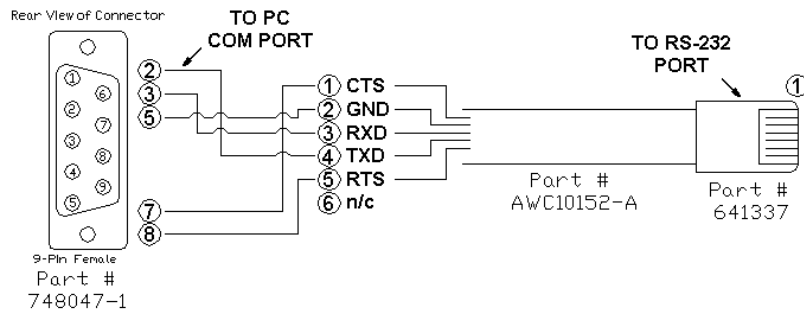 Rear View of Connector
TO PC
COM PORT
1
2
3
4
5
6
7
8
9
2
3
5
7
8
1 CTS
2 GND
3 RXD
4 TXD
5 RTS
6 n/c
TO RS-232
PORT
1
Part #
AWC10152-A
Part #
641337
9-Pin Female
Part #
748047-1